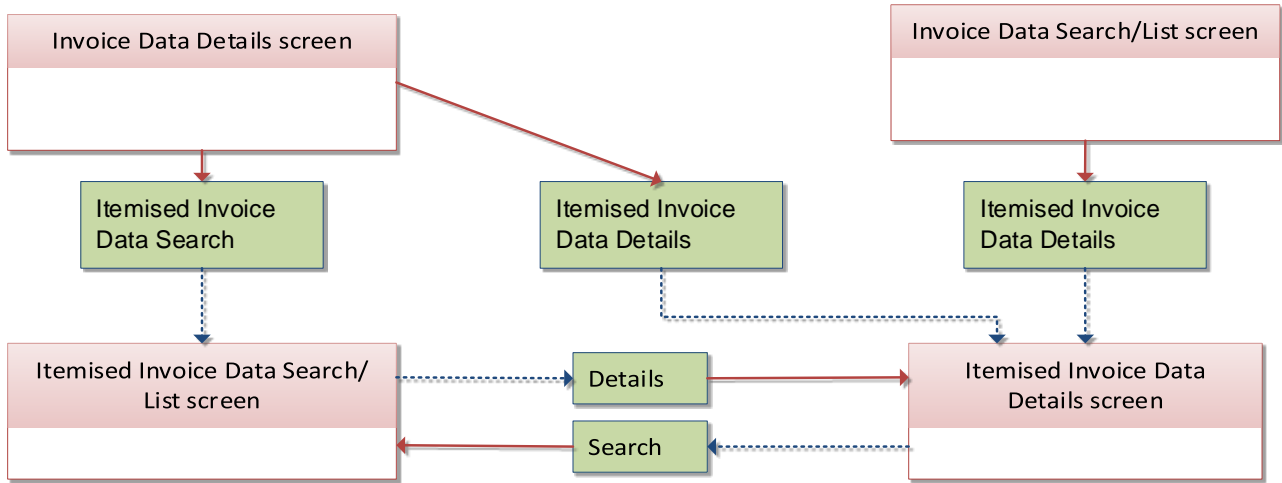 Invoice Data Details screen
Invoice Data Search/List screen
Itemised Invoice
Data Search
Itemised Invoice
Data Details
Itemised Invoice
Data Details
Itemised Invoice Data Search/
List screen
Details
Search
Itemised Invoice Data
Details screen